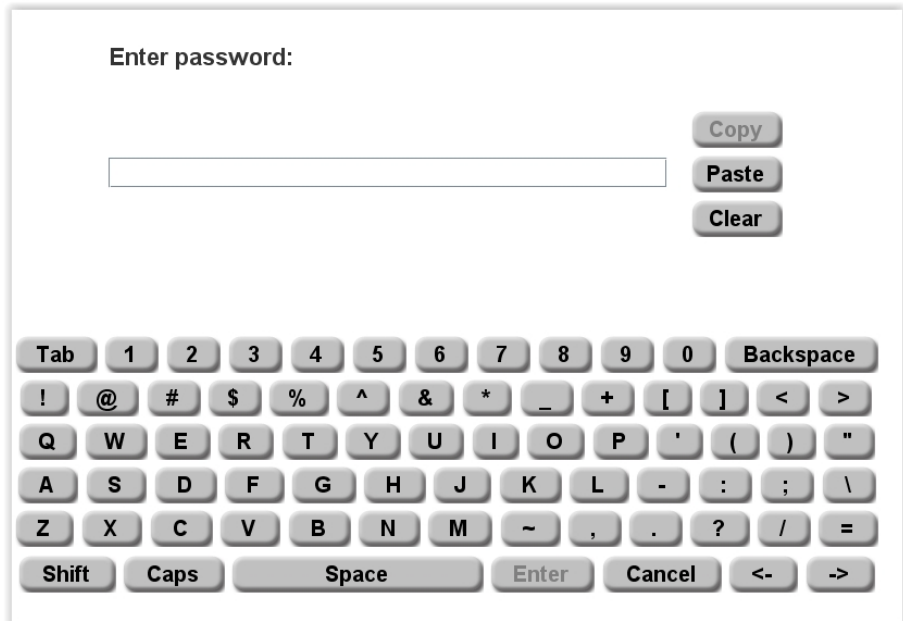 Enter password:
Copy
Paste
Clear
Tab 1 2 3 4 5 6 7 8 9 0 Backspace
! @ # $ % ^ & * _ + [ ] < >
Q W E R T Y U I O P ' ( ) "
A S D F G H J K L - : ; \
Z X C V B N M ~ , . ? / =
Shift Caps Space Enter Cancel <- ->